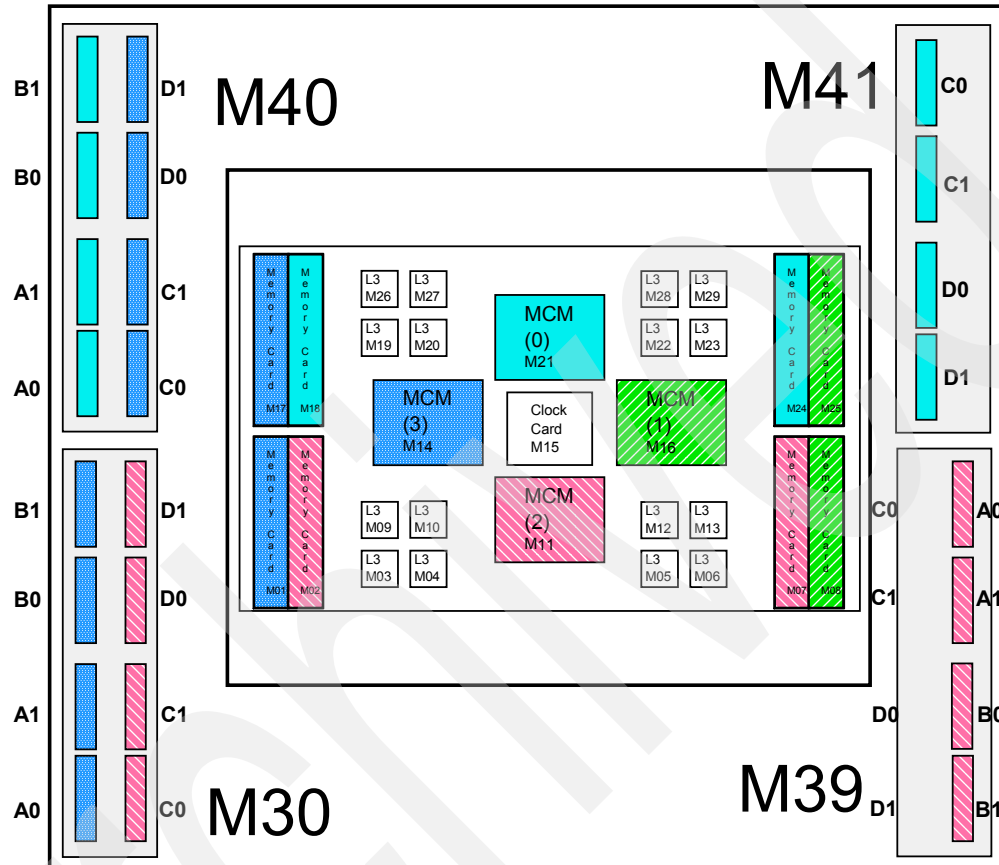 M40
M41
B1
D1
C0
B0
D0
C1
A1
C1
D0
A0
C0
D1
Memory Card M17
Memory Card M18
L3
M26
L3
M27
L3
M19
L3
M20
MCM
(0)
M21
L3
M28
L3
M29
L3
M22
L3
M23
Memory Card M24
Memory Card M25
MCM
(3)
M14
Clock
Card
M15
MCM
(1)
M16
Memory Card M01
Memory Card M02
L3
M09
L3
M10
L3
M03
L3
M04
MCM
(2)
M11
L3
M12
L3
M13
L3
M05
L3
M06
Memory Card M07
Memory Card M08
B1
D1
C0
A0
B0
D0
C1
A1
A1
C1
D0
B0
A0
C0
D1
B1
M30
M39